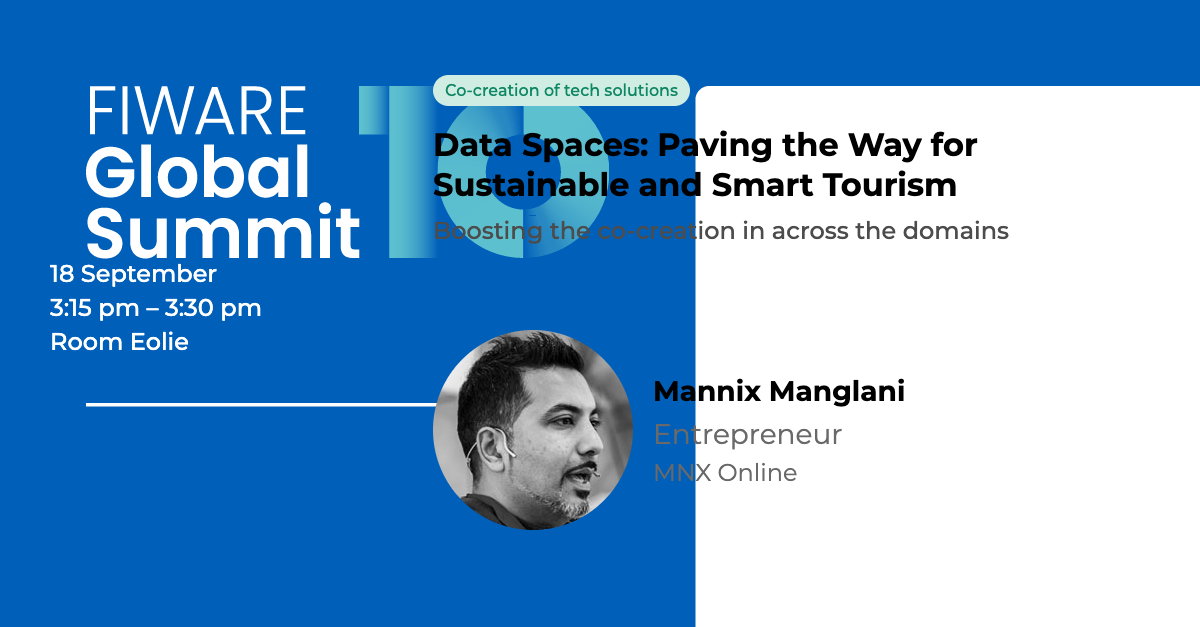 FIWARE
Global
Summit
10
18 September
3:15 pm – 3:30 pm
Room Eolie
Co-creation of tech solutions
Data Spaces: Paving the Way for
Sustainable and Smart Tourism
Boosting the co-creation in across the domains
Mannix Manglani
Entrepreneur
MNX Online